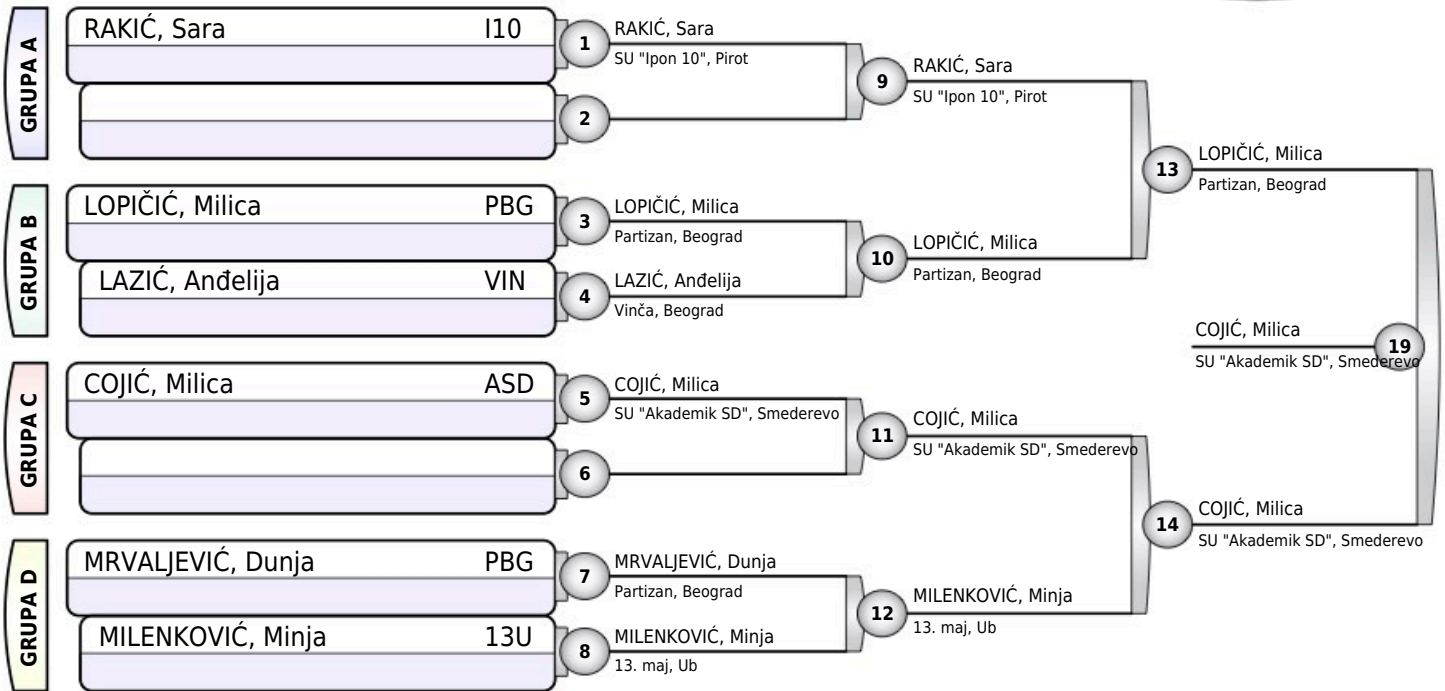 GRUPA A
RAKIĆ, Sara I10
1
RAKIĆ, Sara
SU "Ipon 10", Pirot
2
9
RAKIĆ, Sara
SU "Ipon 10", Pirot
GRUPA B
LOPIČIĆ, Milica PBG
3
LOPIČIĆ, Milica
Partizan, Beograd
LAZIĆ, Anđelija VIN
4
LAZIĆ, Anđelija
Vinča, Beograd
10
LOPIČIĆ, Milica
Partizan, Beograd
13
LOPIČIĆ, Milica
Partizan, Beograd
GRUPA C
COJIĆ, Milica ASD
5
COJIĆ, Milica
SU "Akademik SD", Smederevo
6
11
COJIĆ, Milica
SU "Akademik SD", Smederevo
GRUPA D
MRVALJEVIĆ, Dunja PBG
7
MRVALJEVIĆ, Dunja
Partizan, Beograd
MILENKOVIĆ, Minja 13U
8
MILENKOVIĆ, Minja
13. maj, Ub
12
MILENKOVIĆ, Minja
13. maj, Ub
14
COJIĆ, Milica
SU "Akademik SD", Smederevo
COJIĆ, Milica
SU "Akademik SD", Smederevo
19